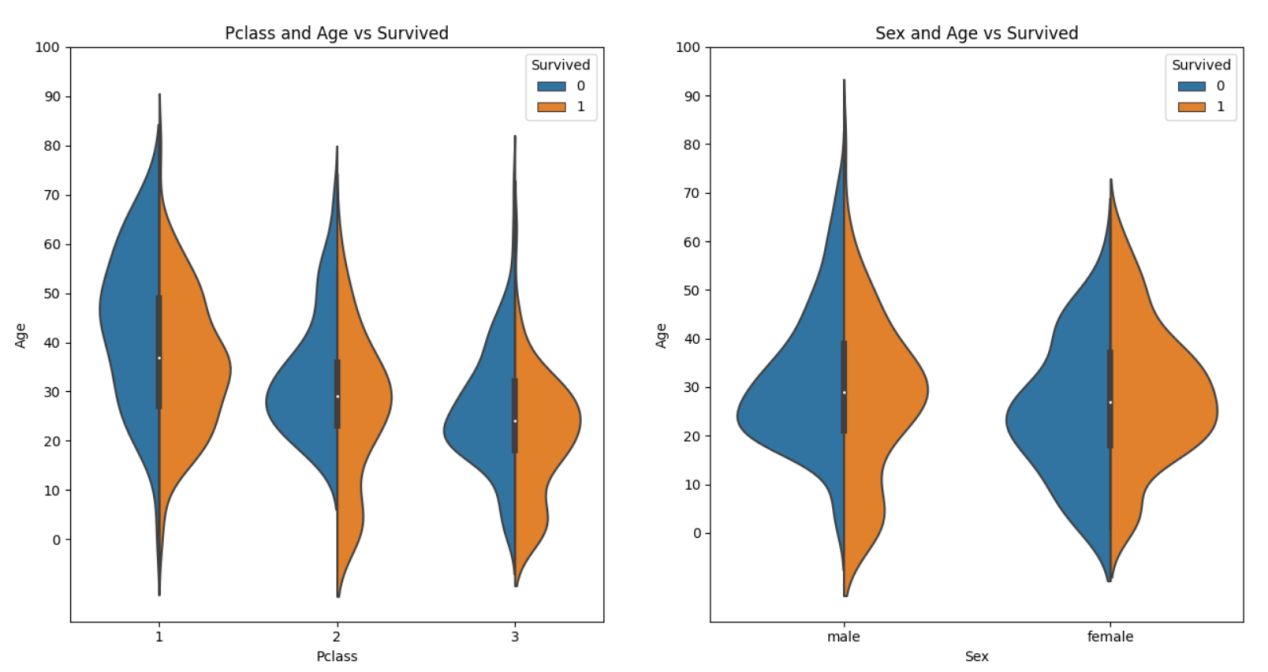 Pclass and Age vs Survived
100
90
80
70
60
50
40
30
20
10
0
Age
Survived
0
1
1
2
3
Pclass
Sex and Age vs Survived
100
90
80
70
60
50
40
30
20
10
0
Age
Survived
0
1
male
female
Sex